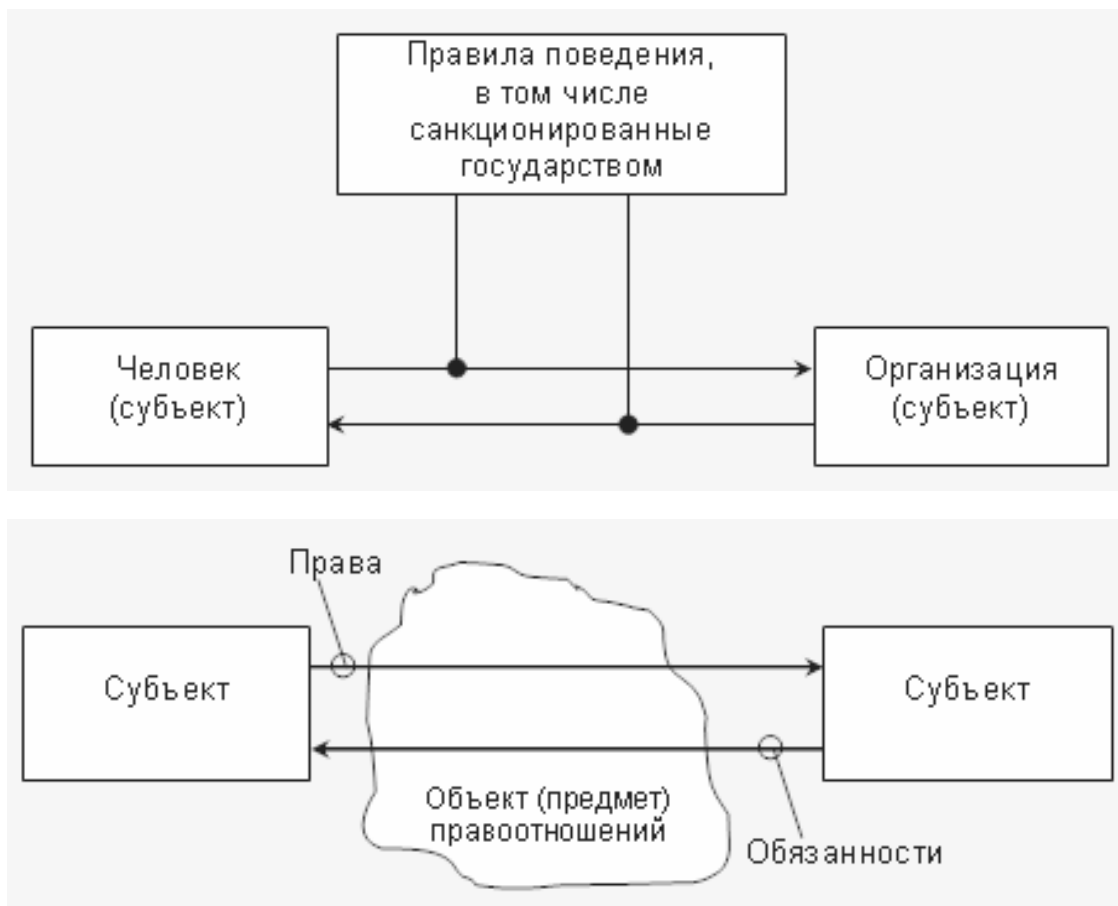 Правила поведения,
в том числе
санкционированные
государством
Человек
(субъект)
Организация
(субъект)
Права
Субъект
Субъект
Объект (предмет)
правоотношений
Обязанности